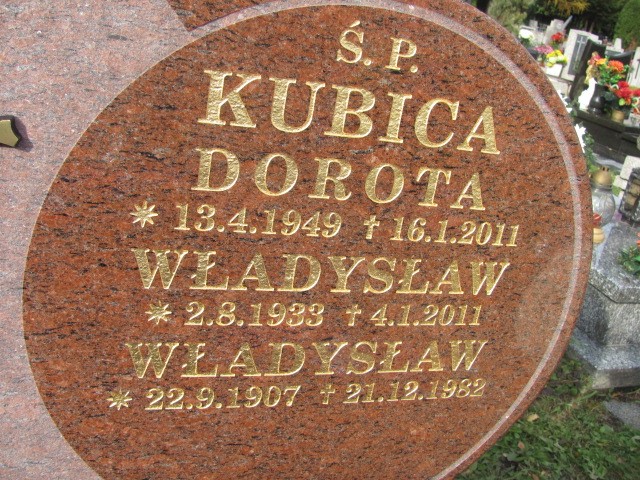 Ś. P.
KUBICA
DOROTA
* 13.4.1949 † 16.1.2011
WŁADYSŁAW
* 2.8.1933 † 4.1.2011
WŁADYSŁAW
* 22.9.1907 † 21.12.1982